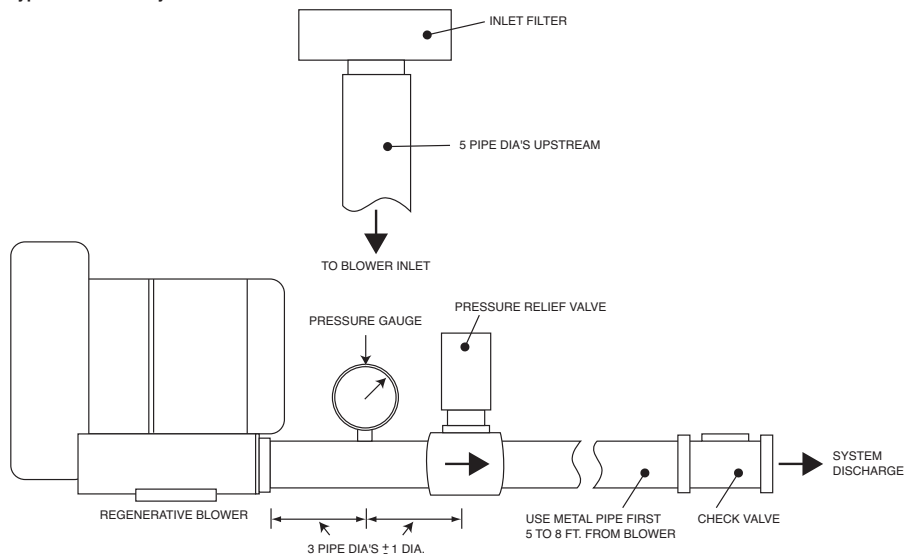 INLET FILTER
5 PIPE DIA'S UPSTREAM
TO BLOWER INLET
PRESSURE RELIEF VALVE
PRESSURE GAUGE
SYSTEM
DISCHARGE
REGENERATIVE BLOWER
USE METAL PIPE FIRST
5 TO 8 FT. FROM BLOWER
CHECK VALVE
3 PIPE DIA'S ± 1 DIA.